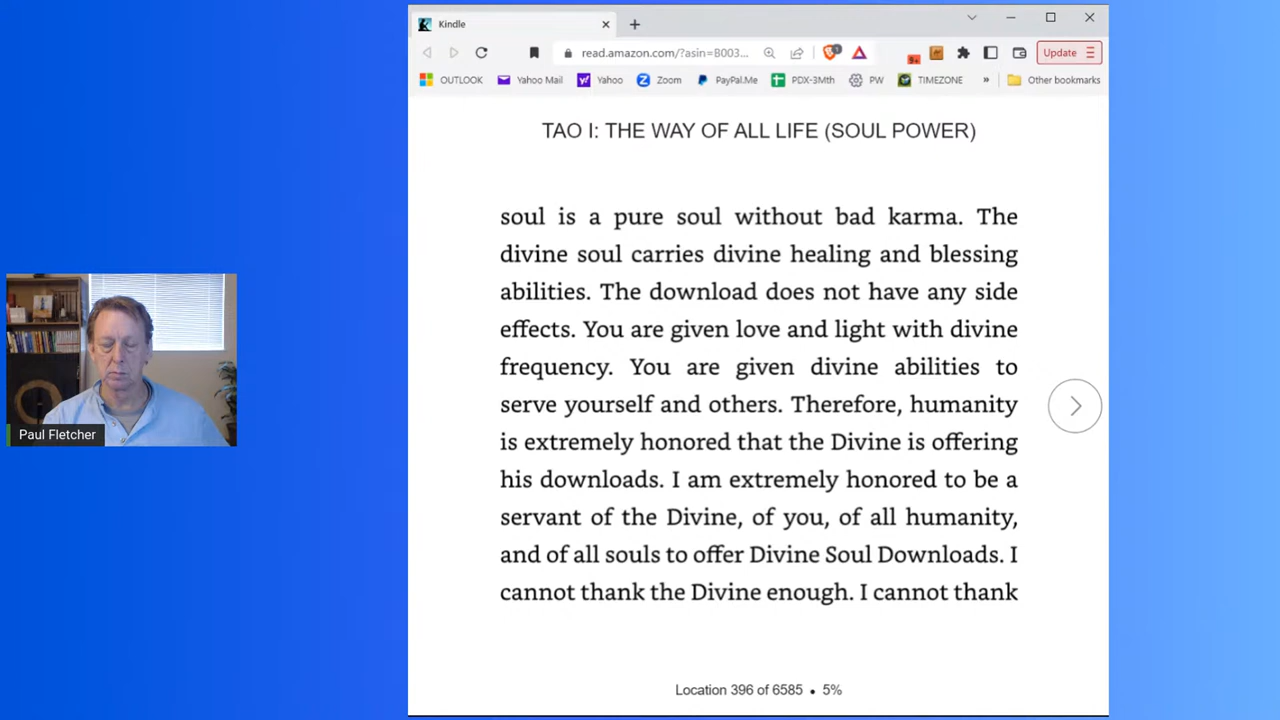 Kindle
read.amazon.com/?asin=B003...
1
9+
Update
OUTLOOK
Yahoo Mail
Yahoo
Zoom
PayPal.Me
PDX-3Mth
PW
TIMEZONE
»
Other bookmarks
TAO I: THE WAY OF ALL LIFE (SOUL POWER)
soul is a pure soul without bad karma. The
divine soul carries divine healing and blessing
abilities. The download does not have any side
effects. You are given love and light with divine
frequency. You are given divine abilities to
serve yourself and others. Therefore, humanity
is extremely honored that the Divine is offering
his downloads. I am extremely honored to be a
servant of the Divine, of you, of all humanity,
and of all souls to offer Divine Soul Downloads. I
cannot thank the Divine enough. I cannot thank
Paul Fletcher
Location 396 of 6585 • 5%